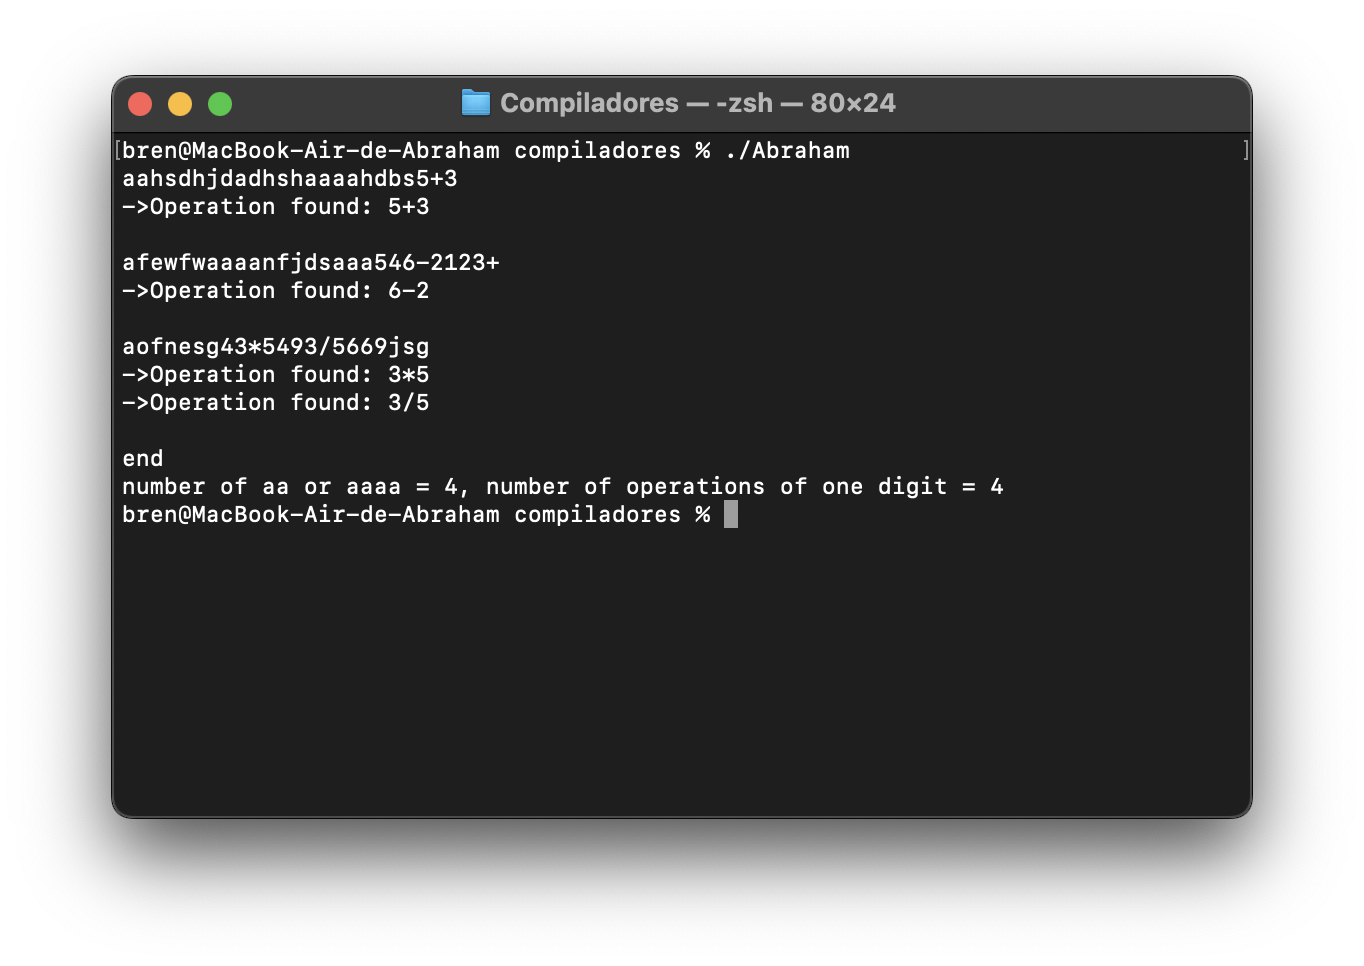 Compiladores — -zsh — 80×24
[bren@MacBook-Air-de-Abraham compiladores % ./Abraham ]
aahsdhjdadhshaaaahdbs5+3
->Operation found: 5+3
afewfwaaaanfjdsaaa546-2123+
->Operation found: 6-2
aofnesg43*5493/5669jsg
->Operation found: 3*5
->Operation found: 3/5
end
number of aa or aaaa = 4, number of operations of one digit = 4
bren@MacBook-Air-de-Abraham compiladores %